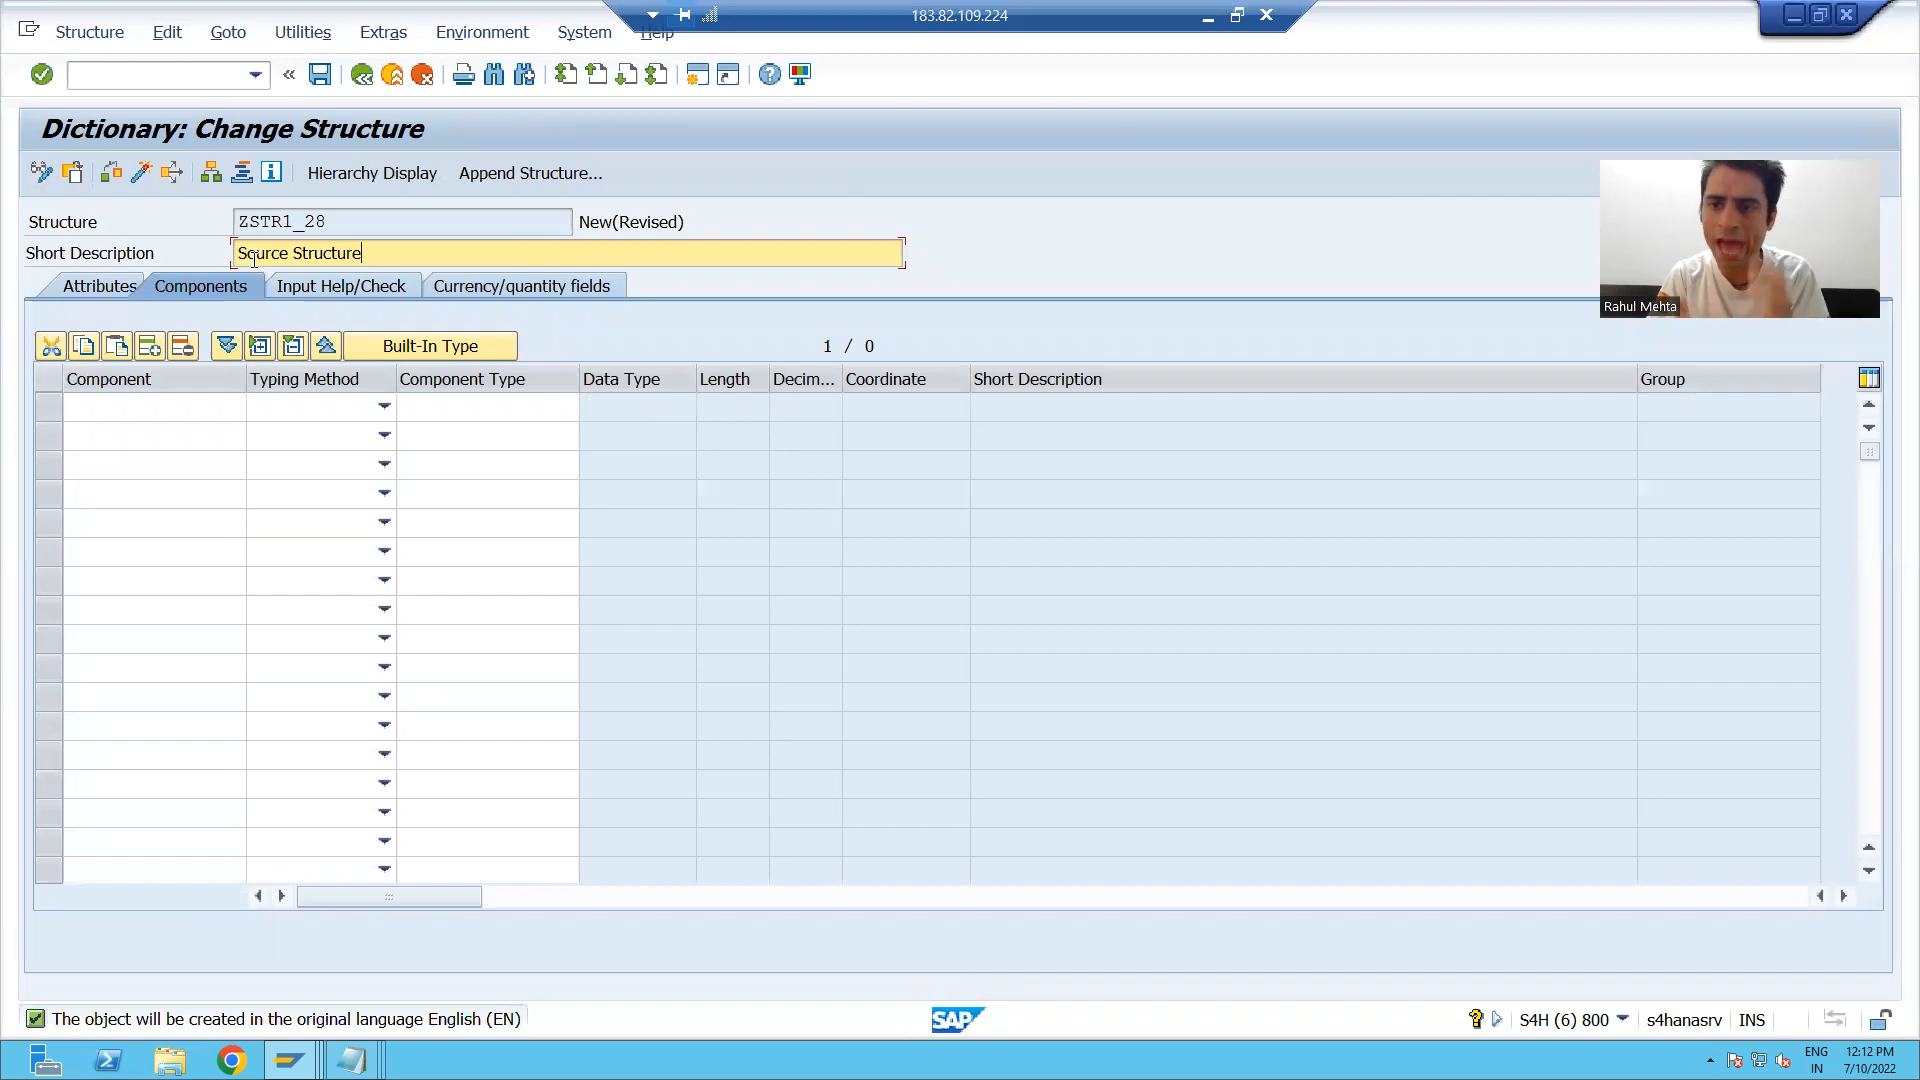 183.82.109.224
Structure Edit Goto Utilities Extras Environment System Help
Dictionary: Change Structure
Hierarchy Display Append Structure...
Structure ZSTR1_28 New(Revised)
Short Description Source Structure
Attributes Components Input Help/Check Currency/quantity fields
Rahul Mehta
Built-In Type 1 / 0
Component Typing Method Component Type Data Type Length Decim... Coordinate Short Description Group
The object will be created in the original language English (EN)
SAP
S4H (6) 800 s4hanasrv INS
ENG 12:12 PM
IN 7/10/2022